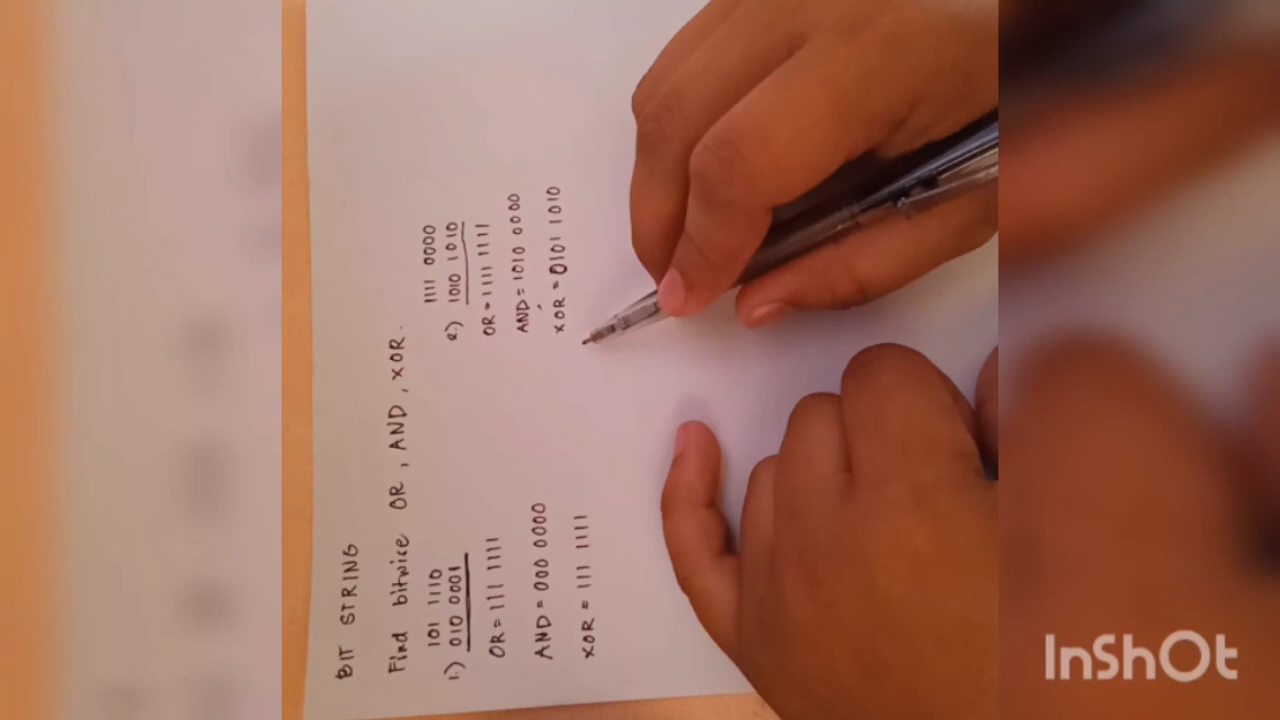 BIT STRING
Find bitwice OR, AND, XOR.
101 1110
1.) 010 0001
OR = 111 1111
AND = 000 0000
XOR = 111 1111
1111 0000
2.) 1010 1010
OR = 1111 1111
AND = 1010 0000
XOR = 0101 1010
InShOt